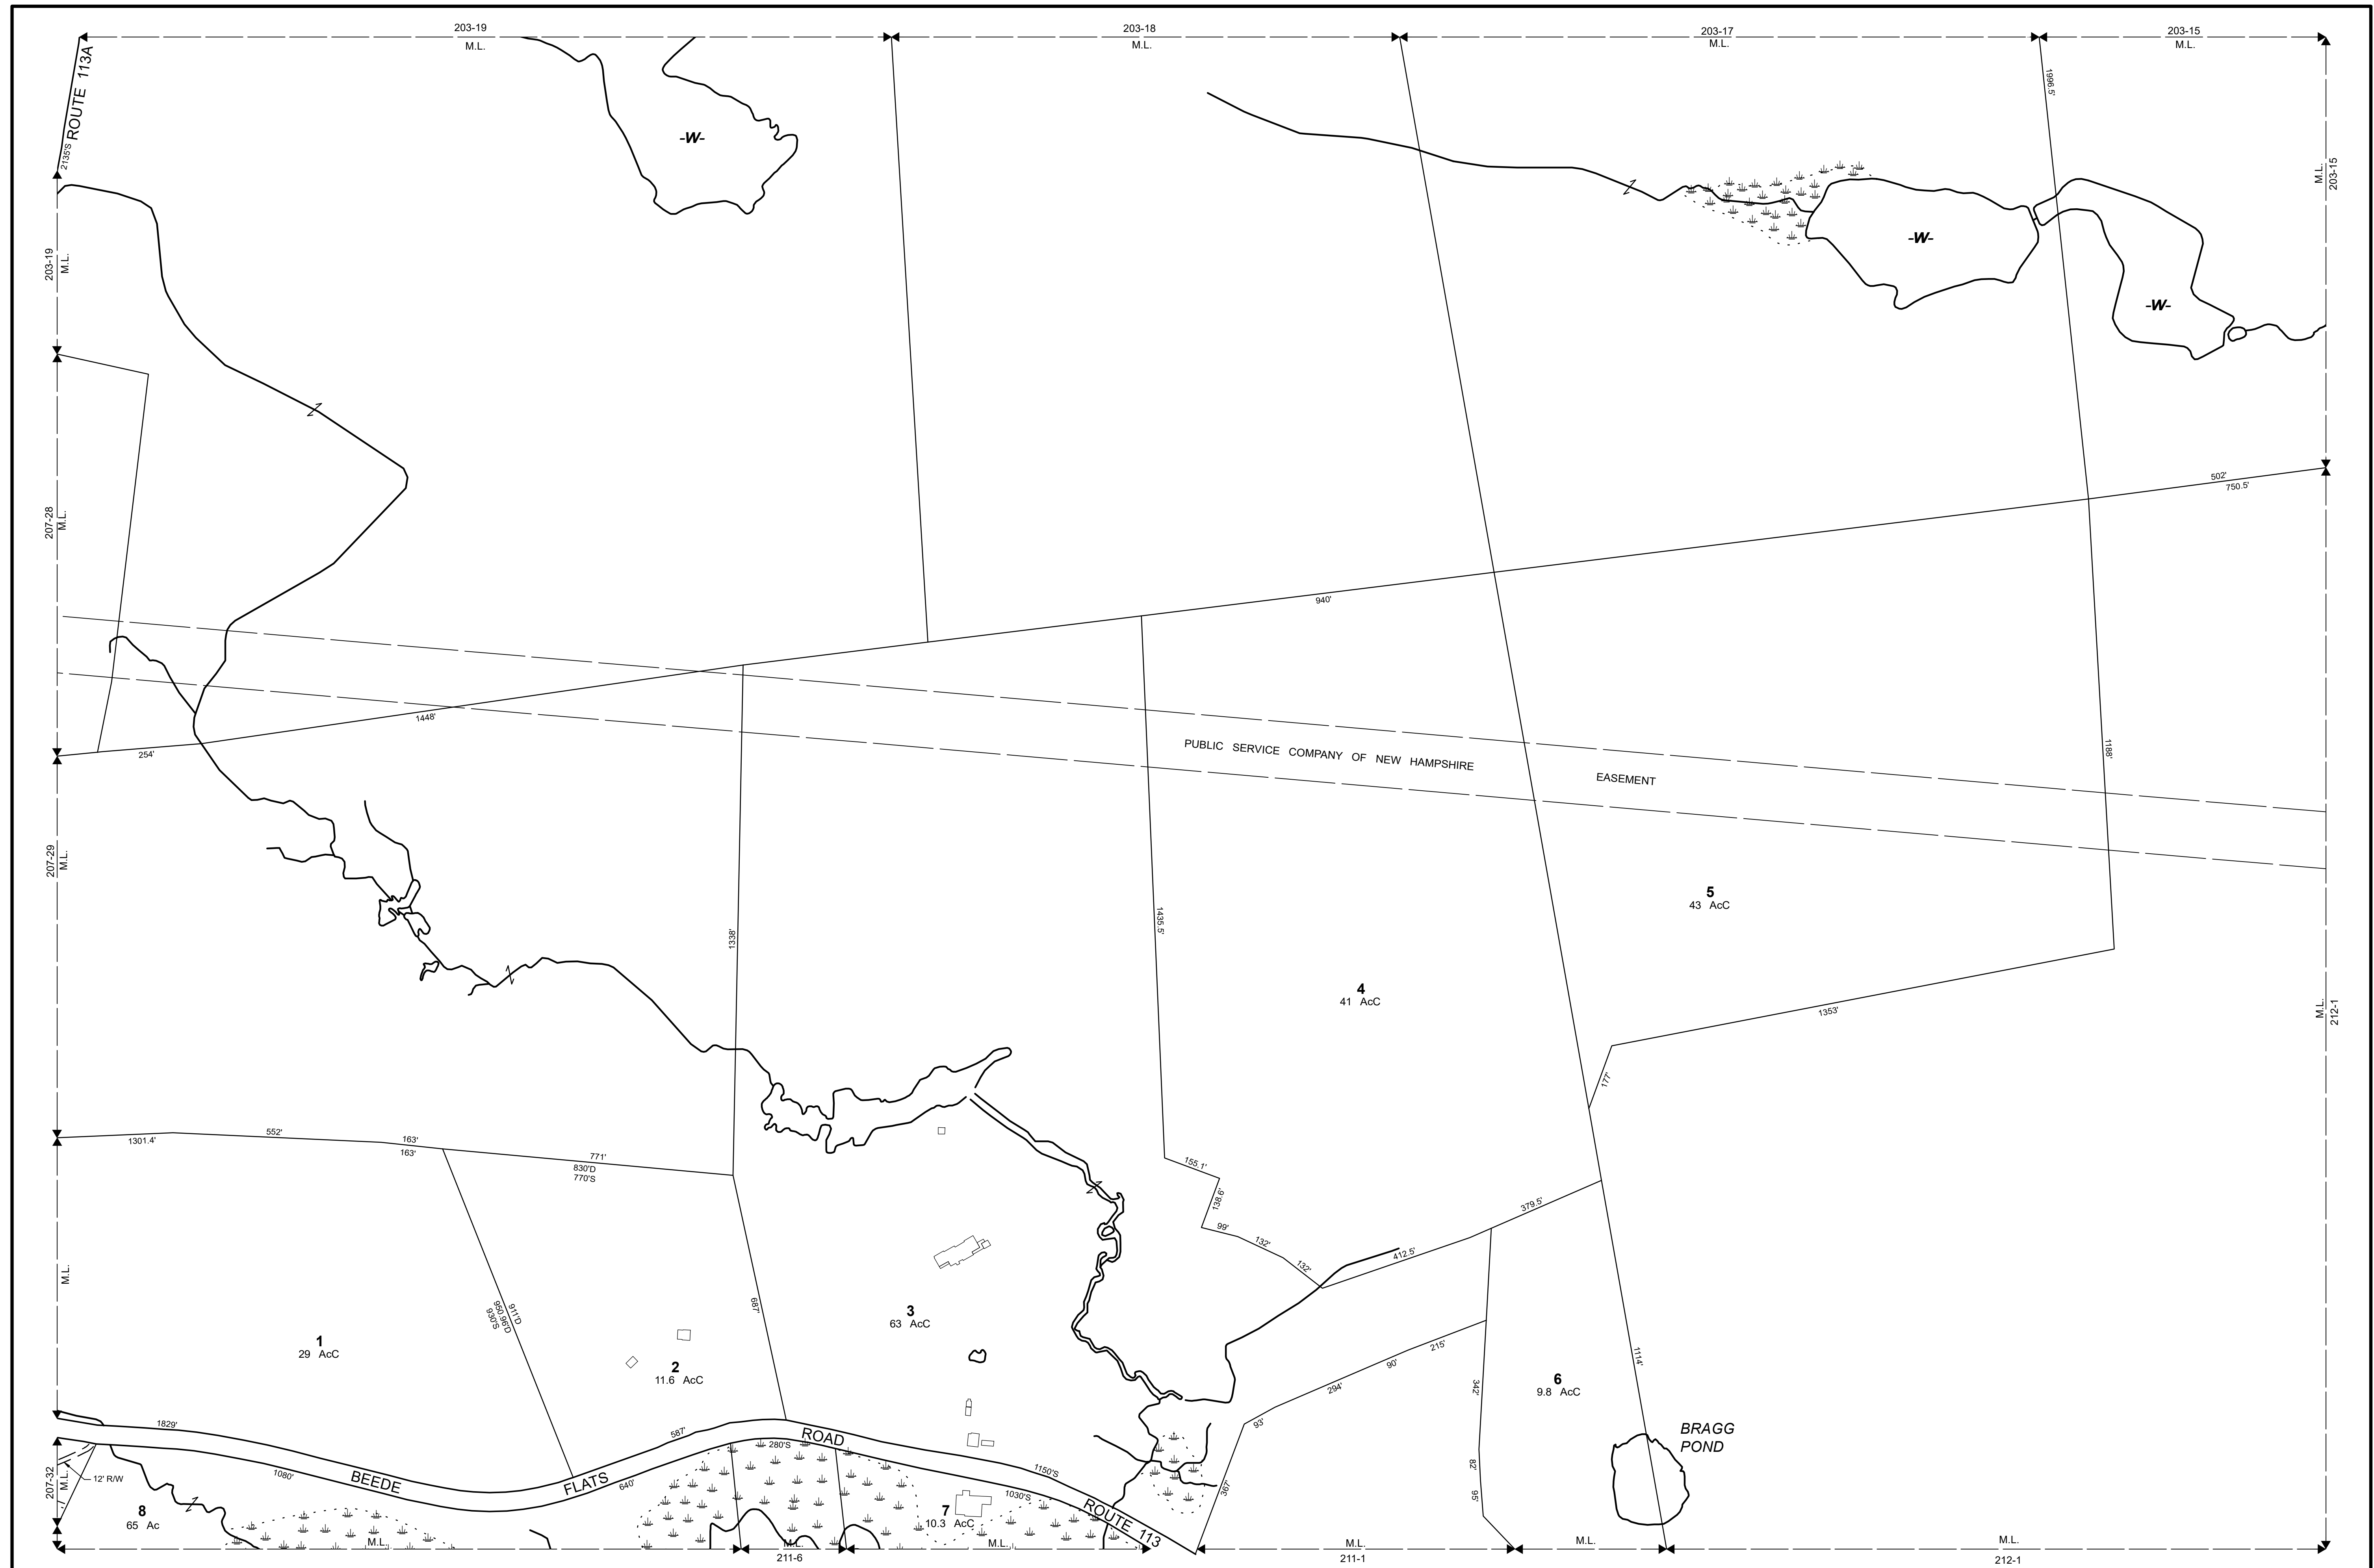 203-19
203-18
203-17
203-15
M.L.
M.L.
M.L.
M.L.
ROUTE 113A
2135'S
1996.5'
-W-
-W-
-W-
M.L.
203-15
203-19
M.L.
207-28
M.L.
502'
750.5'
940'
1448'
254'
PUBLIC SERVICE COMPANY OF NEW HAMPSHIRE
EASEMENT
1188'
207-29
M.L.
1338'
1435.5'
5
43 AcC
4
41 AcC
M.L.
212-1
1353'
177'
1301.4'
552'
163'
163'
771'
830'D
770'S
155.1'
138.6'
99'
132'
132'
412.5'
379.5'
M.L.
911'D
950.96'D
930'S
687'
3
63 AcC
1
29 AcC
2
11.6 AcC
215'
90'
294'
93'
342'
6
9.8 AcC
1114'
BRAGG
POND
1829'
587'
280'S
ROAD
1150'S
1080'
BEEDE
FLATS
640'
1030'S
ROUTE 113
367'
82'
95'
207-32
M.L.
12' R/W
8
65 Ac
7
10.3 AcC
M.L.
M.L.
M.L.
M.L.
M.L.
M.L.
211-6
211-1
212-1